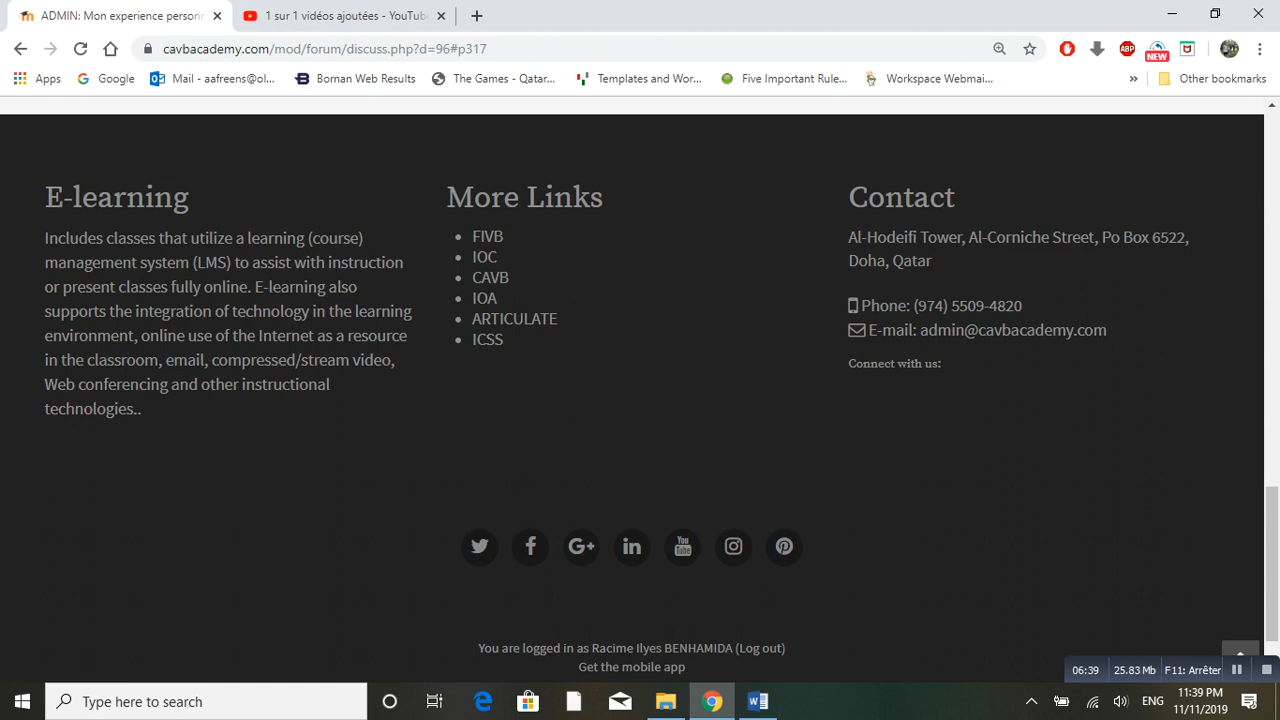 ADMIN: Mon experience personn
1 sur 1 vidéos ajoutées - YouTube
cavbacademy.com/mod/forum/discuss.php?d=96#p317
ABP
NEW
Apps
Google
Mail - aafreens@ol...
Bornan Web Results
The Games - Qatar...
Templates and Wor...
Five Important Rule...
Workspace Webmai...
»
Other bookmarks
E-learning
Includes classes that utilize a learning (course)
management system (LMS) to assist with instruction
or present classes fully online. E-learning also
supports the integration of technology in the learning
environment, online use of the Internet as a resource
in the classroom, email, compressed/stream video,
Web conferencing and other instructional
technologies..
More Links
• FIVB
• IOC
• CAVB
• IOA
• ARTICULATE
• ICSS
Contact
Al-Hodeifi Tower, Al-Corniche Street, Po Box 6522,
Doha, Qatar
Phone: (974) 5509-4820
E-mail: admin@cavbacademy.com
Connect with us:
You are logged in as Racime Ilyes BENHAMIDA (Log out)
Get the mobile app
06:39
25.83 Mb
F11: Arrêter
Type here to search
ENG
11:39 PM
11/11/2019